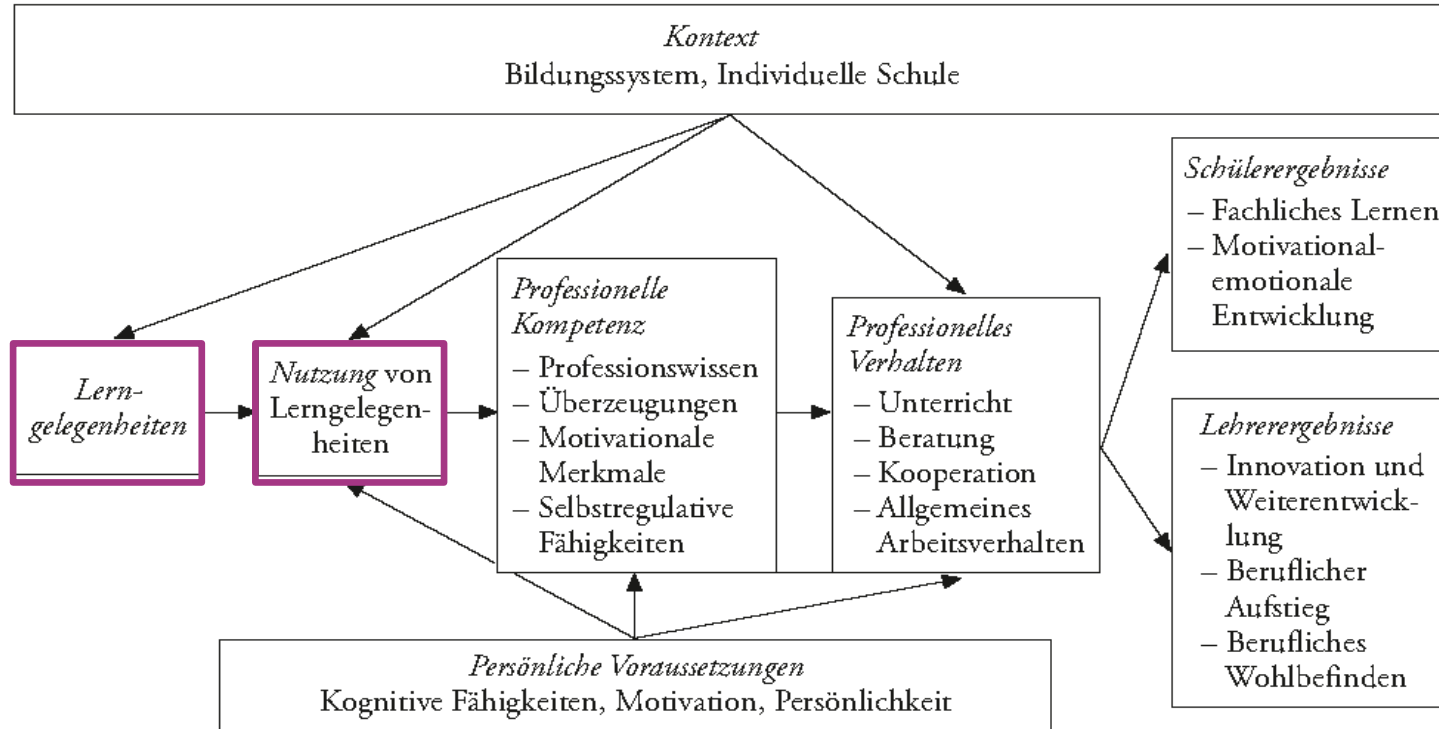 Kontext
Bildungssystem, Individuelle Schule
Lern-
gelegenheiten
Nutzung von
Lerngelegen-
heiten
Professionelle
Kompetenz
– Professionswissen
– Überzeugungen
– Motivationale
Merkmale
– Selbstregulative
Fähigkeiten
Professionelles
Verhalten
– Unterricht
– Beratung
– Kooperation
– Allgemeines
Arbeitsverhalten
Schülerergebnisse
– Fachliches Lernen
– Motivational-
emotionale
Entwicklung
Lehrerergebnisse
– Innovation und
Weiterentwick-
lung
– Beruflicher
Aufstieg
– Berufliches
Wohlbefinden
Persönliche Voraussetzungen
Kognitive Fähigkeiten, Motivation, Persönlichkeit